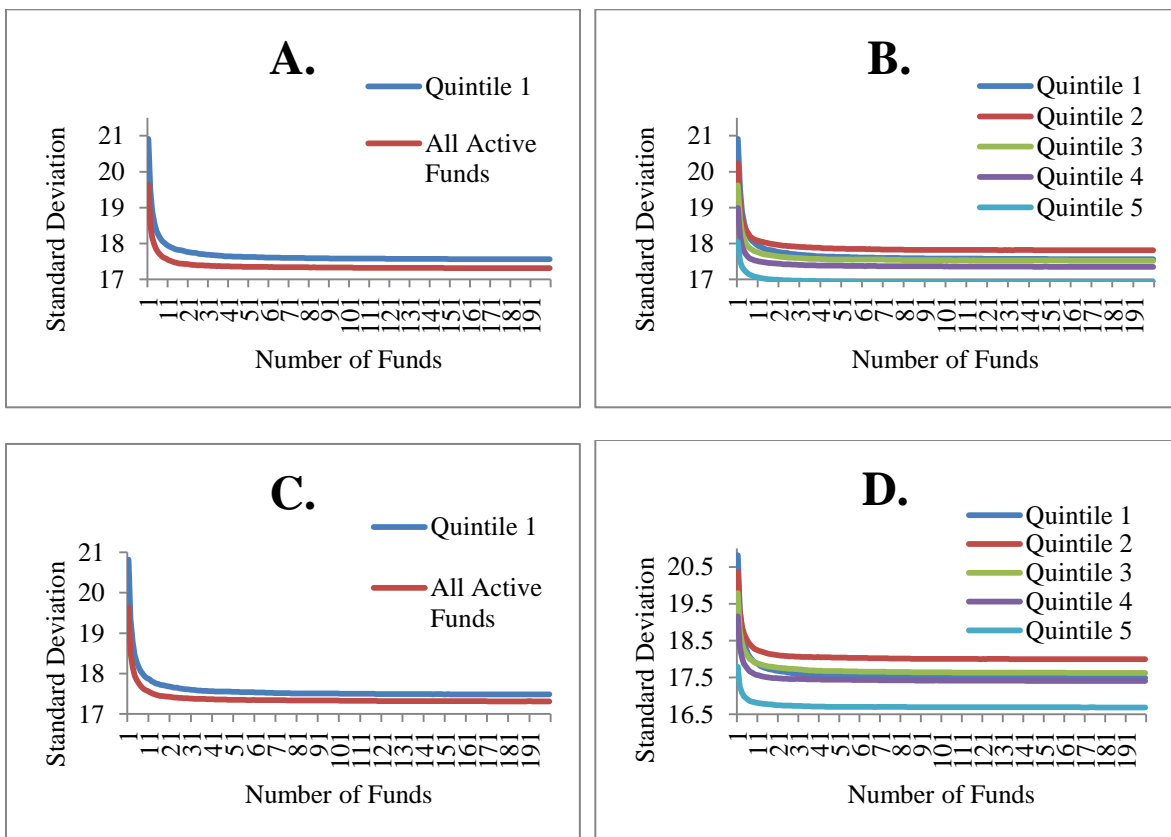 A.
Quintile 1
All Active
Funds
Standard Deviation
21
20
19
18
17
1 11 21 31 41 51 61 71 81 91 101 111 121 131 141 151 161 171 181 191
Number of Funds
B.
Quintile 1
Quintile 2
Quintile 3
Quintile 4
Quintile 5
Standard Deviation
21
20
19
18
17
1 11 21 31 41 51 61 71 81 91 101 111 121 131 141 151 161 171 181 191
Number of Funds
C.
Quintile 1
All Active
Funds
Standard Deviation
21
20
19
18
17
1 11 21 31 41 51 61 71 81 91 101 111 121 131 141 151 161 171 181 191
Number of Funds
D.
Quintile 1
Quintile 2
Quintile 3
Quintile 4
Quintile 5
Standard Deviation
20.5
19.5
18.5
17.5
16.5
1 11 21 31 41 51 61 71 81 91 101 111 121 131 141 151 161 171 181 191
Number of Funds